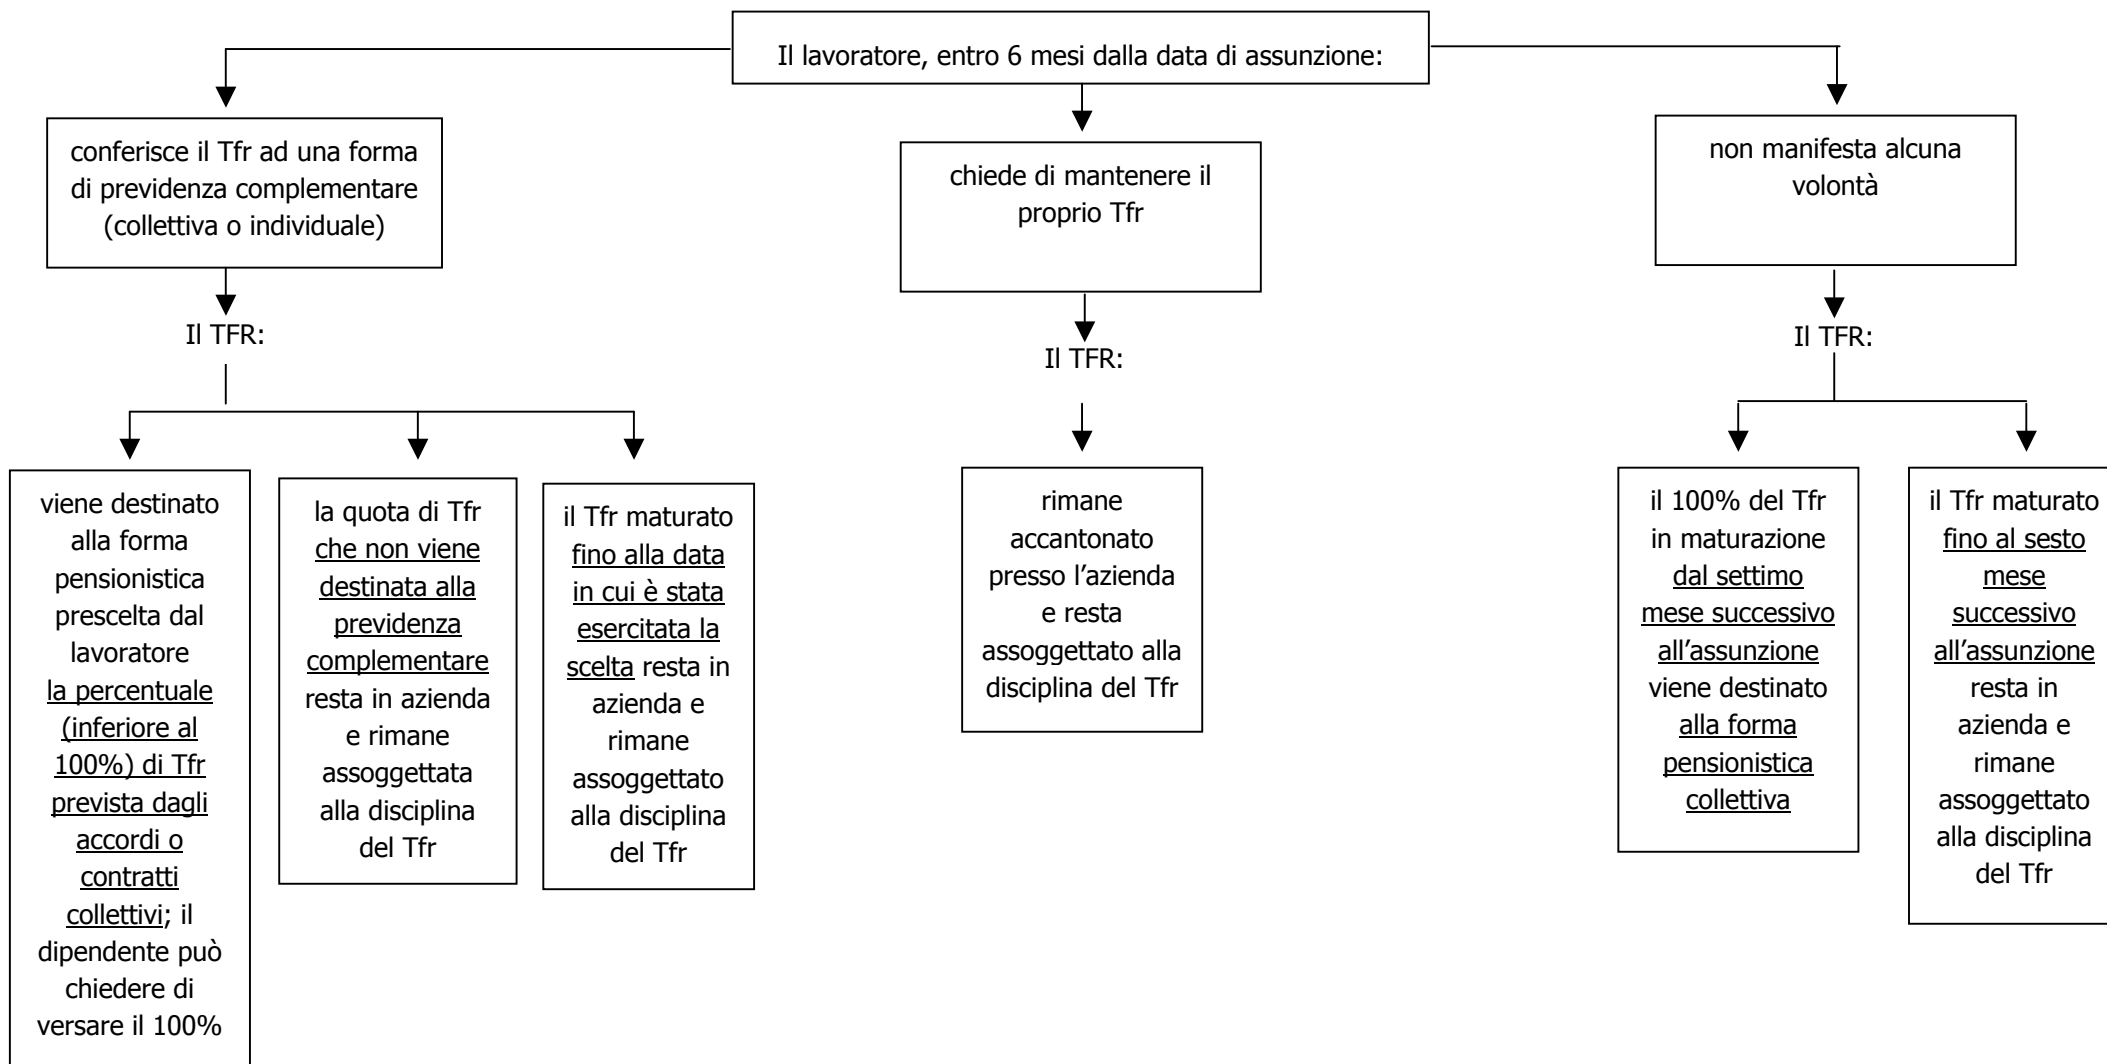 Il lavoratore, entro 6 mesi dalla data di assunzione:
conferisce il Tfr ad una forma
di previdenza complementare
(collettiva o individuale)
chiede di mantenere il
proprio Tfr
non manifesta alcuna
volontà
Il TFR:
Il TFR:
Il TFR:
viene destinato
alla forma
pensionistica
prescelta dal
lavoratore
la percentuale
(inferiore al
100%) di Tfr
prevista dagli
accordi o
contratti
collettivi; il
dipendente può
chiedere di
versare il 100%
la quota di Tfr
che non viene
destinata alla
previdenza
complementare
resta in azienda
e rimane
assoggettata
alla disciplina
del Tfr
il Tfr maturato
fino alla data
in cui è stata
esercitata la
scelta resta in
azienda e
rimane
assoggettato
alla disciplina
del Tfr
rimane
accantonato
presso l'azienda
e resta
assoggettato alla
disciplina del Tfr
il 100% del Tfr
in maturazione
dal settimo
mese successivo
all'assunzione
viene destinato
alla forma
pensionistica
collettiva
il Tfr maturato
fino al sesto
mese
successivo
all'assunzione
resta in
azienda e
rimane
assoggettato
alla disciplina
del Tfr